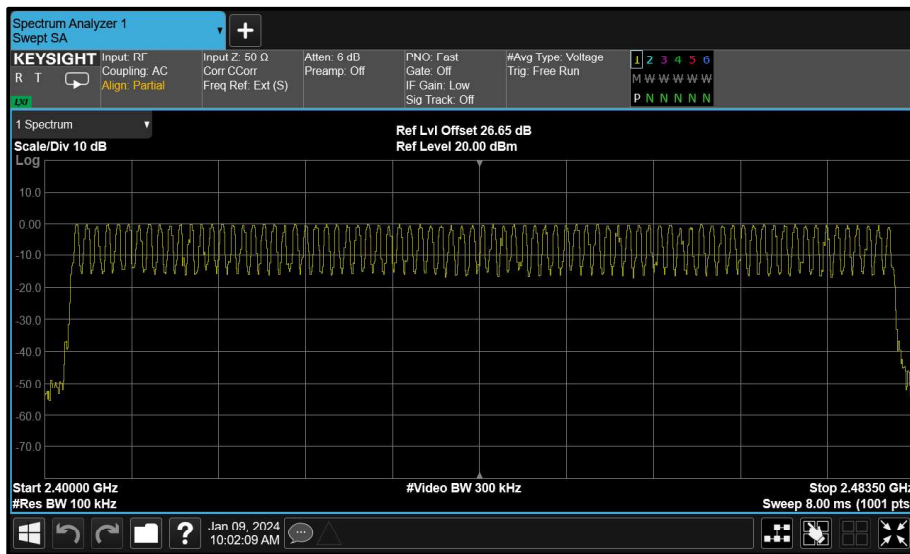 Spectrum Analyzer 1
Swept SA
+
KEYSIGHT
R T
LXI
Input: RF
Coupling: AC
Align: Partial
Input Z: 50 Ω
Corr CCorr
Freq Ref: Ext (S)
Atten: 6 dB
Preamp: Off
PNO: Fast
Gate: Off
IF Gain: Low
Sig Track: Off
#Avg Type: Voltage
Trig: Free Run
1 2 3 4 5 6
M W W W W W
P N N N N N
1 Spectrum
Scale/Div 10 dB
Ref Lvl Offset 26.65 dB
Ref Level 20.00 dBm
Log
10.0
0.00
-10.0
-20.0
-30.0
-40.0
-50.0
-60.0
-70.0
Start 2.40000 GHz
#Res BW 100 kHz
#Video BW 300 kHz
Stop 2.48350 GHz
Sweep 8.00 ms (1001 pts
?
Jan 09, 2024
10:02:09 AM